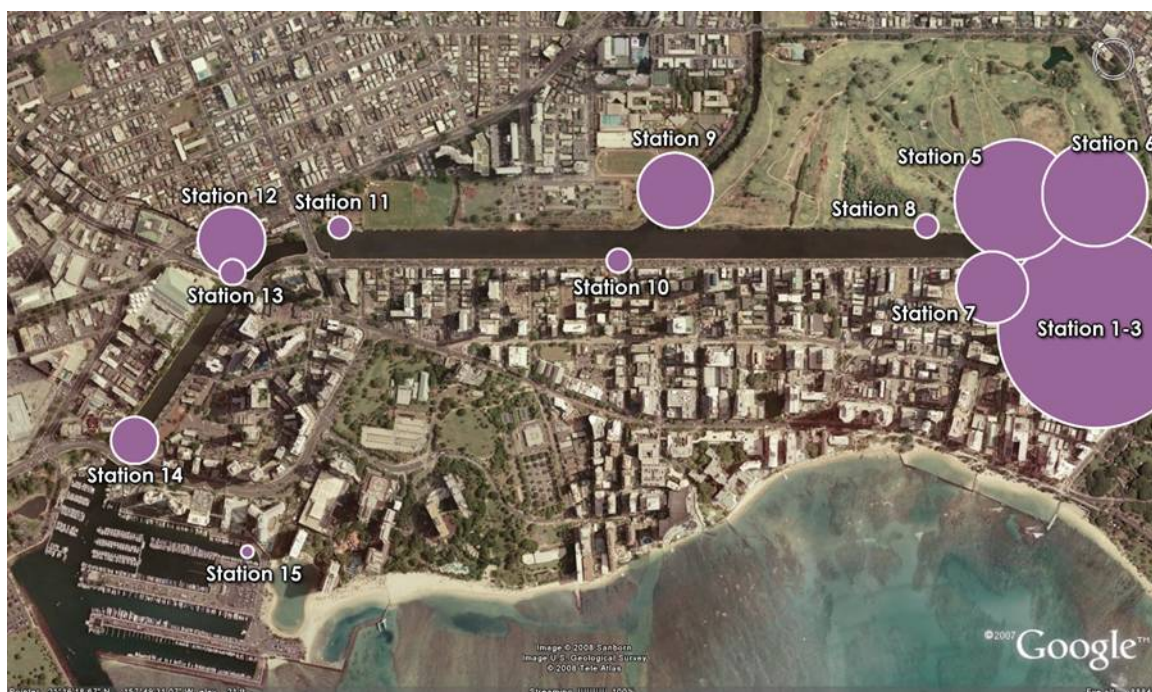 Station 9
Station 5
Station 6
Station 12
Station 11
Station 8
Station 13
Station 10
Station 7
Station 1-3
Station 14
Station 15
©2007 Google™
Image © 2008 Sanborn
Image U.S. Geological Survey
© 2008 Tele Atlas